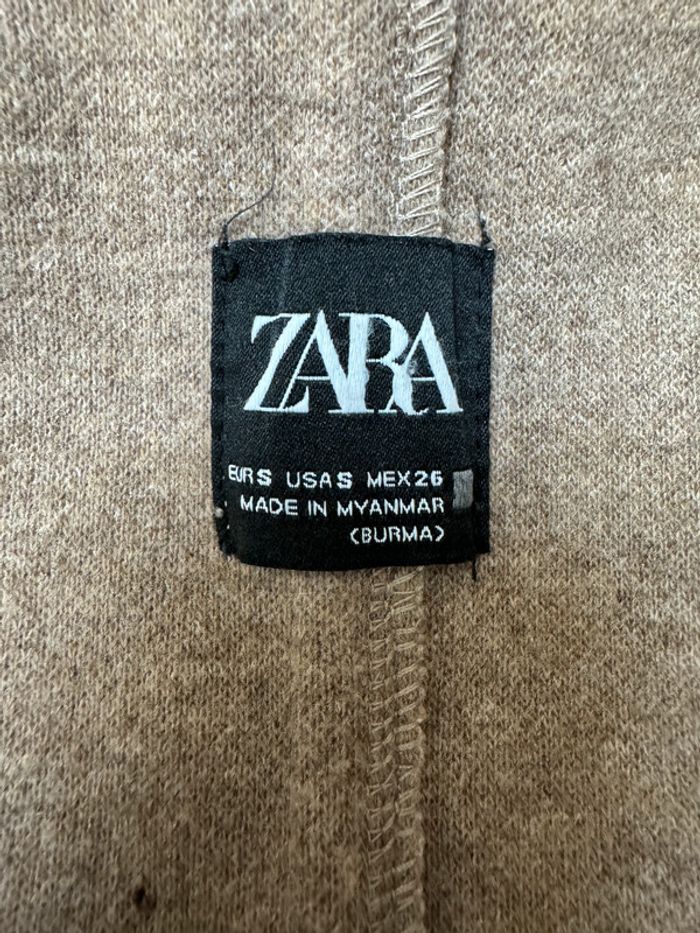 ZARA
EUR S USA S MEX 26
MADE IN MYANMAR
(BURMA)